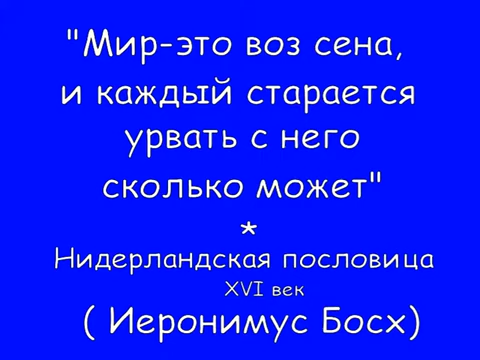 "Мир-это воз сена,
и каждый старается
урвать с него
сколько может"
*
Нидерландская пословица
XVI век
( Иеронимус Босх)